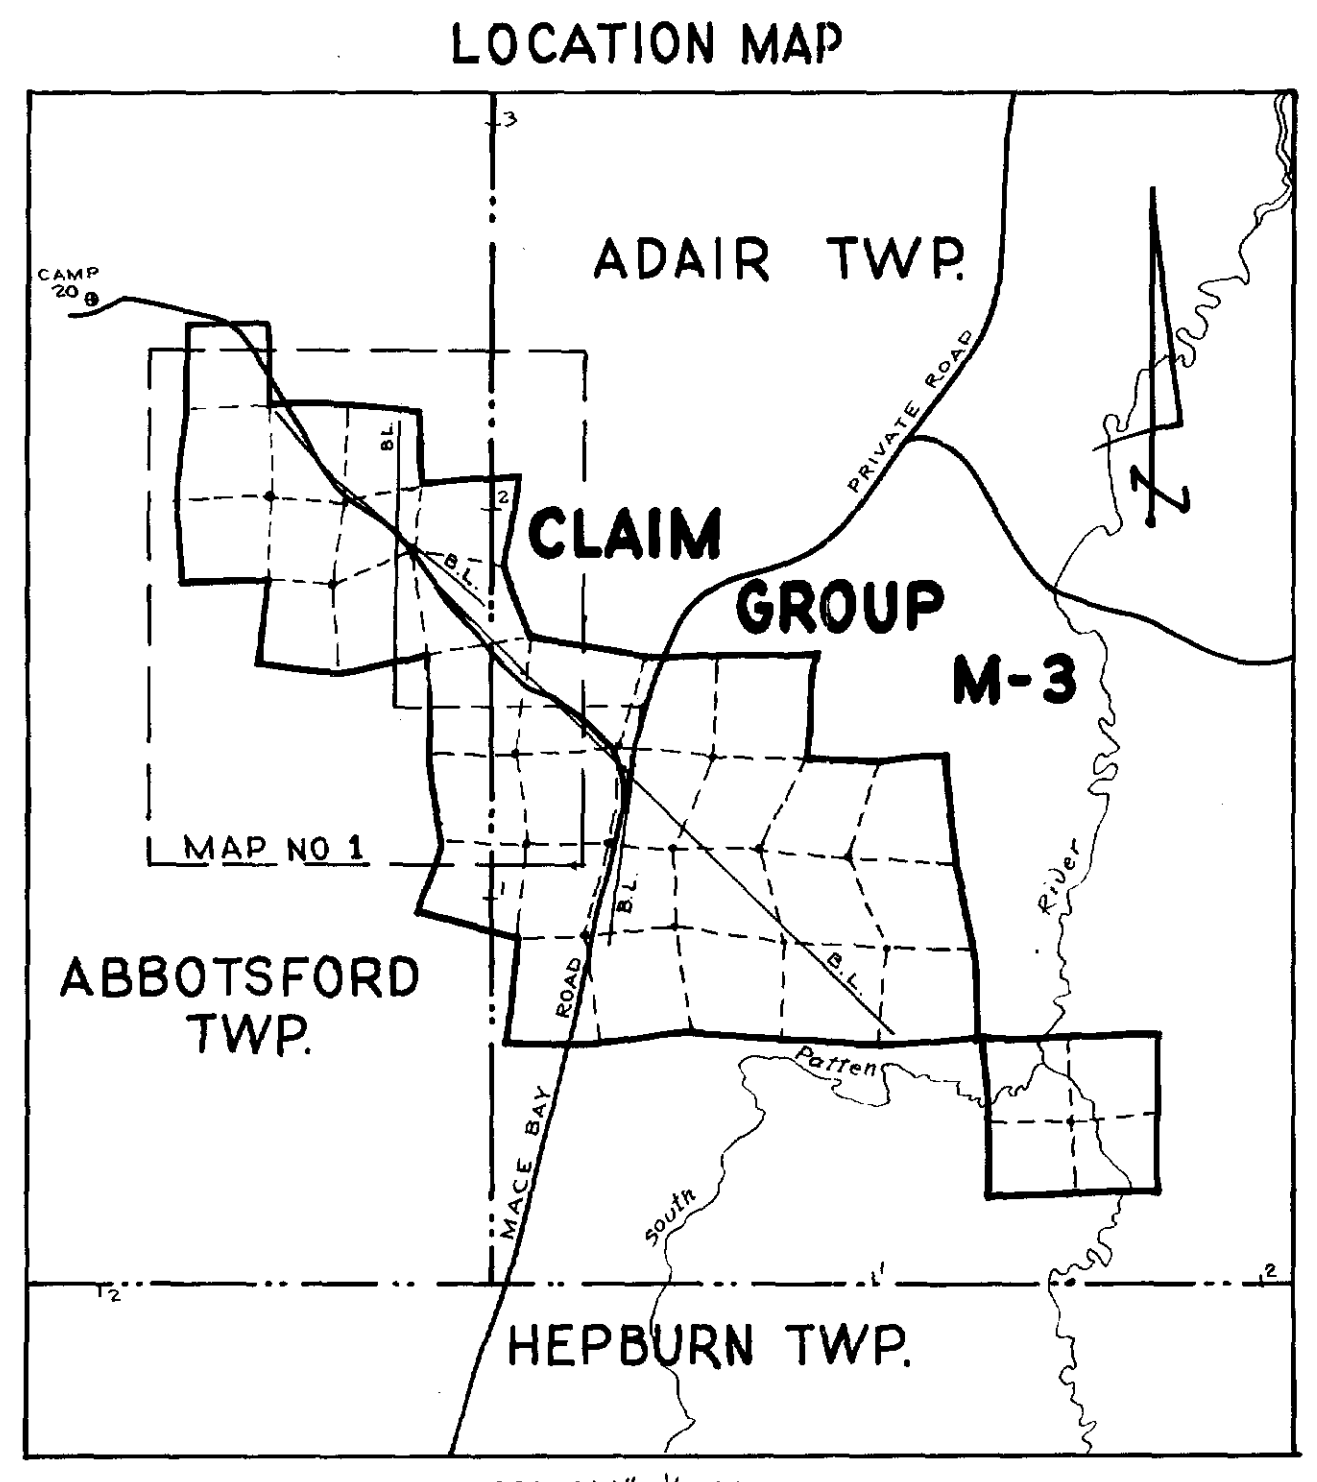 LOCATION MAP
3
ADAIR TWP.
CAMP
20
PRIVATE ROAD
B.L.
2
CLAIM
B.L.
GROUP
M-3
N
MAP NO 1
River
1
B.L.
ABBOTSFORD
TWP.
B.L.
ROAD
Patten
MACE BAY
South
2
1
2
HEPBURN TWP.